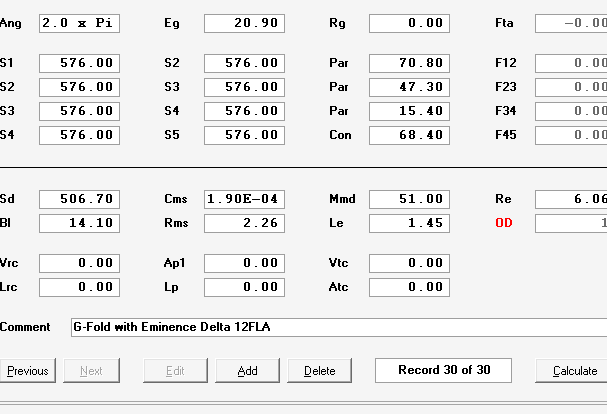 Ang 2.0 x Pi Eg 20.90 Rg 0.00 Fta -0.00
S1 576.00 S2 576.00 Par 70.80 F12 0.00
S2 576.00 S3 576.00 Par 47.30 F23 0.00
S3 576.00 S4 576.00 Par 15.40 F34 0.00
S4 576.00 S5 576.00 Con 68.40 F45 0.00
Sd 506.70 Cms 1.90E-04 Mmd 51.00 Re 6.06
Bl 14.10 Rms 2.26 Le 1.45 OD 1
Vrc 0.00 Ap1 0.00 Vtc 0.00
Lrc 0.00 Lp 0.00 Atc 0.00
Comment G-Fold with Eminence Delta 12FLA
Previous Next Edit Add Delete Record 30 of 30 Calculate